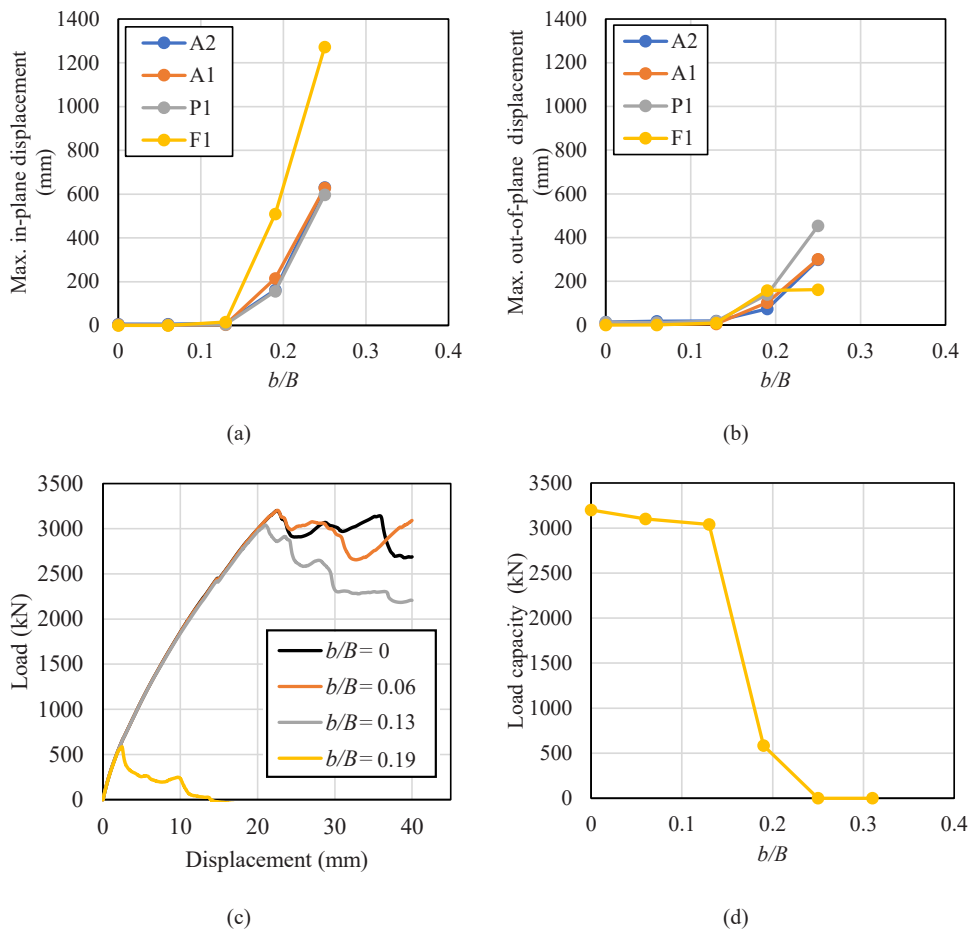 Max. in-plane displacement
(mm)
1400
1200
1000
800
600
400
200
0
A2
A1
P1
F1
0 0.1 0.2 0.3 0.4
b/B
(a)
Max. out-of-plane displacement
(mm)
1400
1200
1000
800
600
400
200
0
A2
A1
P1
F1
0 0.1 0.2 0.3 0.4
b/B
(b)
Load (kN)
3500
3000
2500
2000
1500
1000
500
0
b/B = 0
b/B = 0.06
b/B = 0.13
b/B = 0.19
0 10 20 30 40
Displacement (mm)
(c)
Load capacity (kN)
3500
3000
2500
2000
1500
1000
500
0
0 0.1 0.2 0.3 0.4
b/B
(d)